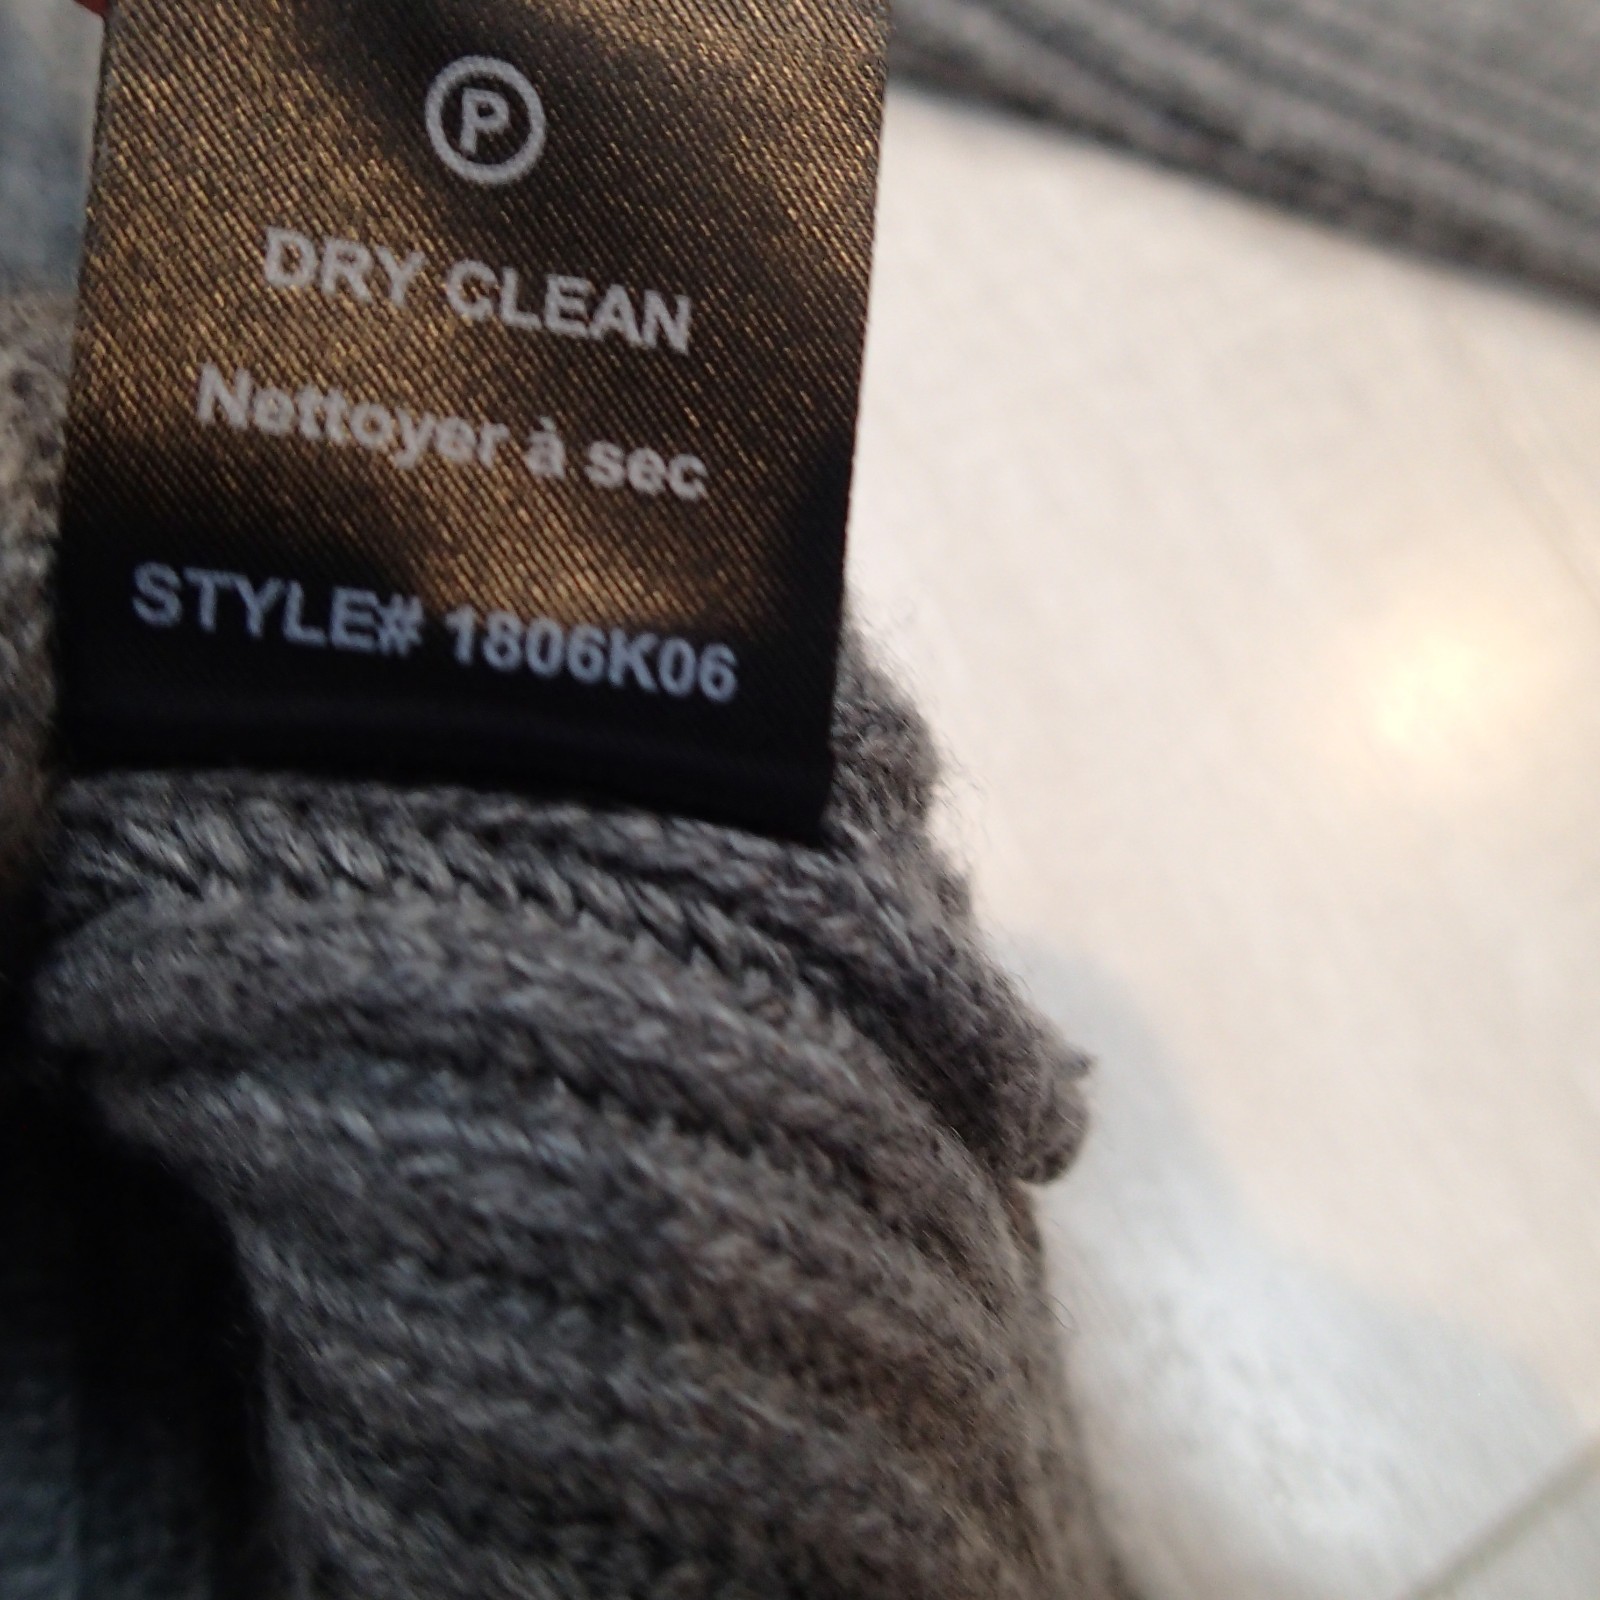 P
DRY CLEAN
Nettoyer à sec
STYLE# 1806K06